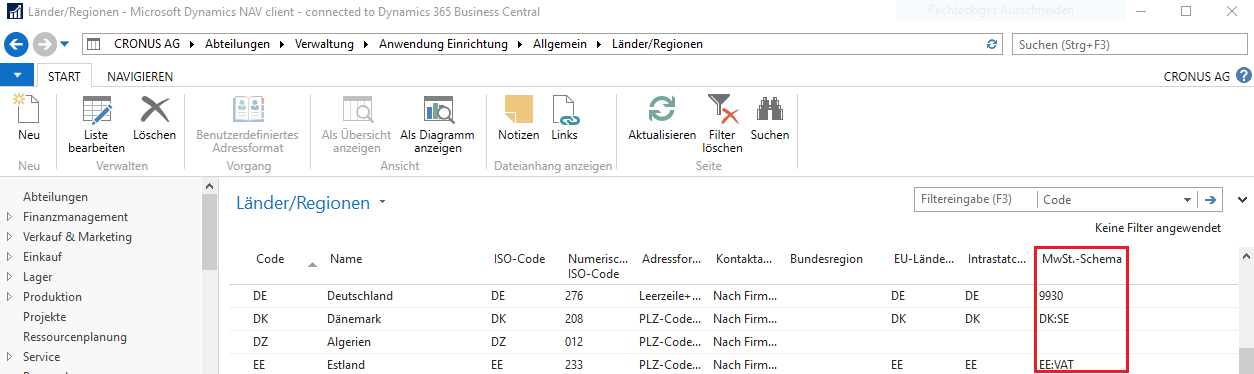 Länder/Regionen - Microsoft Dynamics NAV client - connected to Dynamics 365 Business Central
Rechteckiges Ausschneiden
CRONUS AG Abteilungen Verwaltung Anwendung Einrichtung Allgemein Länder/Regionen
Suchen (Strg+F3)
START NAVIGIEREN
CRONUS AG
Neu
Liste bearbeiten
Löschen
Benutzerdefiniertes Adressformat
Als Übersicht anzeigen
Als Diagramm anzeigen
Notizen
Links
Aktualisieren
Filter löschen
Suchen
Neu Verwalten Vorgang Ansicht Dateianhang anzeigen Seite
Abteilungen
Finanzmanagement
Verkauf & Marketing
Einkauf
Lager
Produktion
Projekte
Ressourcenplanung
Service
Länder/Regionen
Filtereingabe (F3) Code
Keine Filter angewendet
Code Name ISO-Code Numerisc... ISO-Code Adressfor... Kontakta... Bundesregion EU-Lände... Intrastatc... MwSt.-Schema
DE Deutschland DE 276 Leerzeile+... Nach Firm... DE DE 9930
DK Dänemark DK 208 PLZ-Code... Nach Firm... DK DK DK:SE
DZ Algerien DZ 012 PLZ-Code... Nach Firm...
EE Estland EE 233 PLZ-Code... Nach Firm... EE EE EE:VAT